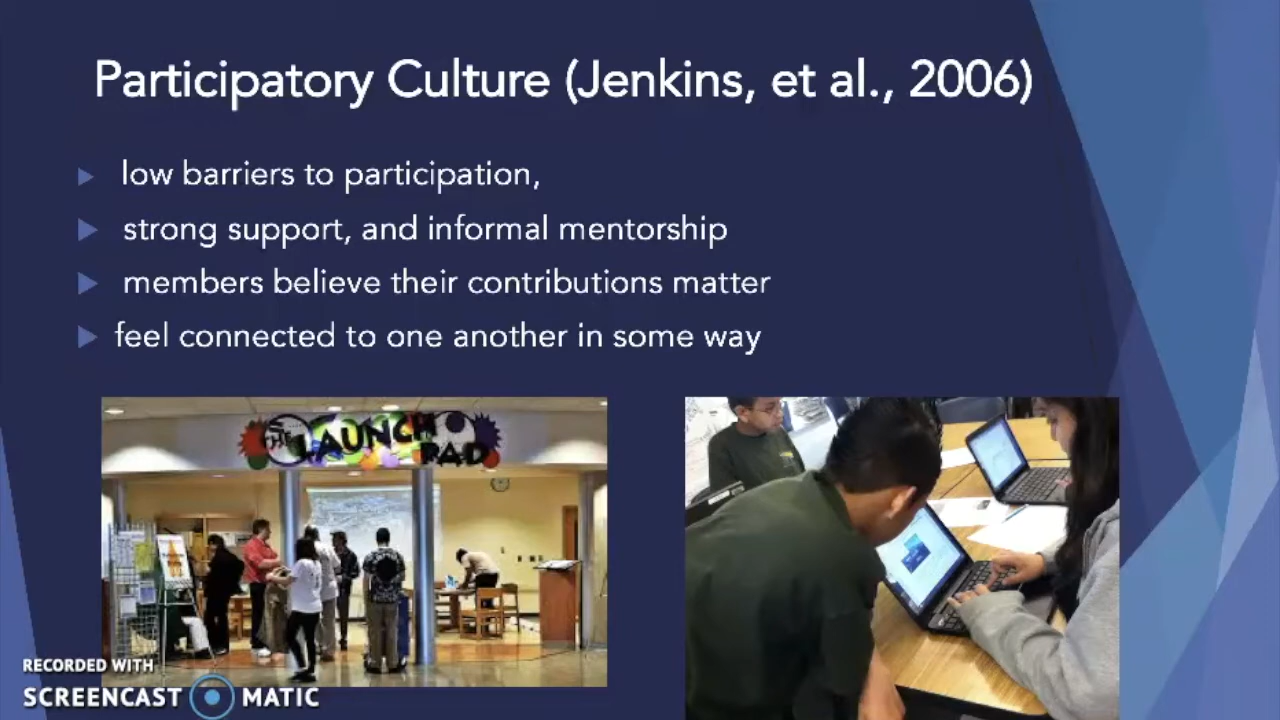 Participatory Culture (Jenkins, et al., 2006)
low barriers to participation,
strong support, and informal mentorship
members believe their contributions matter
feel connected to one another in some way
THE LAUNCH PAD
RECORDED WITH
SCREENCAST MATIC